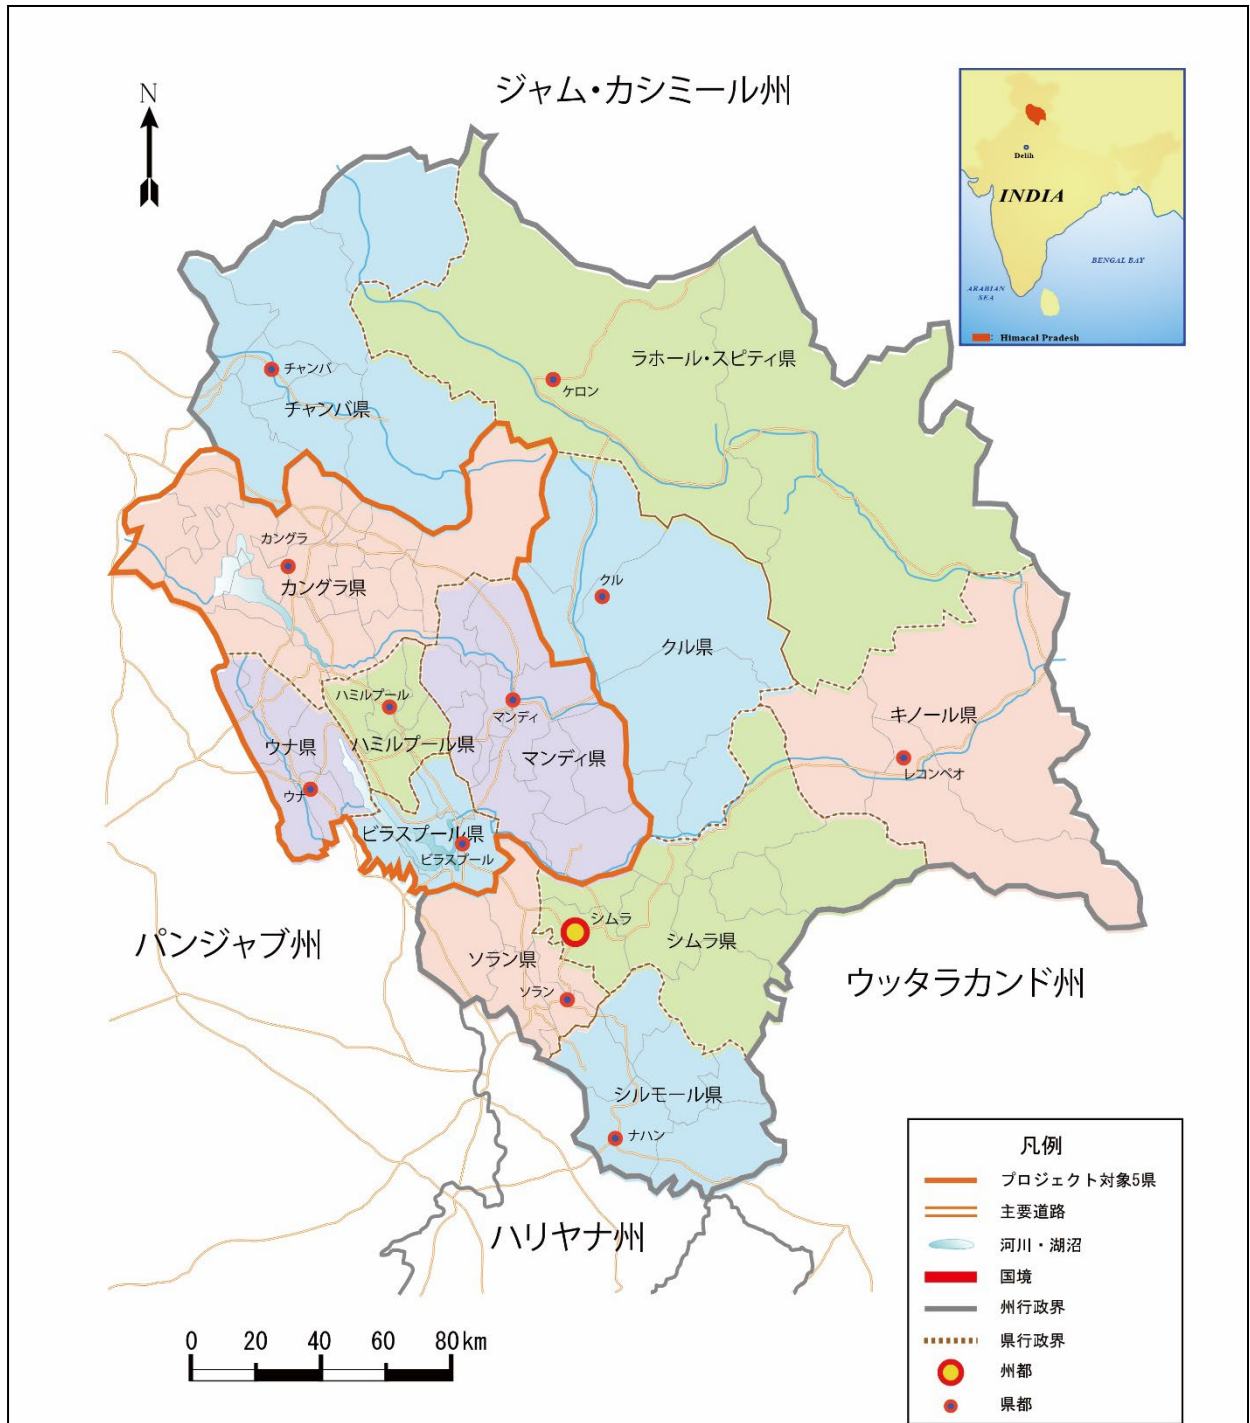 ジャム・カシミール州
N
Delih
INDIA
BENGAL BAY
ARABIAN
SEA
: Himacal Pradesh
ラホール・スピティ県
チャンバ
ケロン
チャンバ県
カングラ
カングラ県
クル
クル県
ハミルプール
マンディ
キノール県
ウナ県
ハミルプール県
マンディ県
レコンペオ
ウナ
ビラスプール県
ビラスプール
シムラ
パンジャブ州
ソラン県
シムラ県
ウッタラカンド州
ソラン
シルモール県
ナハン
ハリヤナ州
凡例
プロジェクト対象5県
主要道路
河川・湖沼
国境
州行政界
県行政界
州都
県都
0 20 40 60 80km